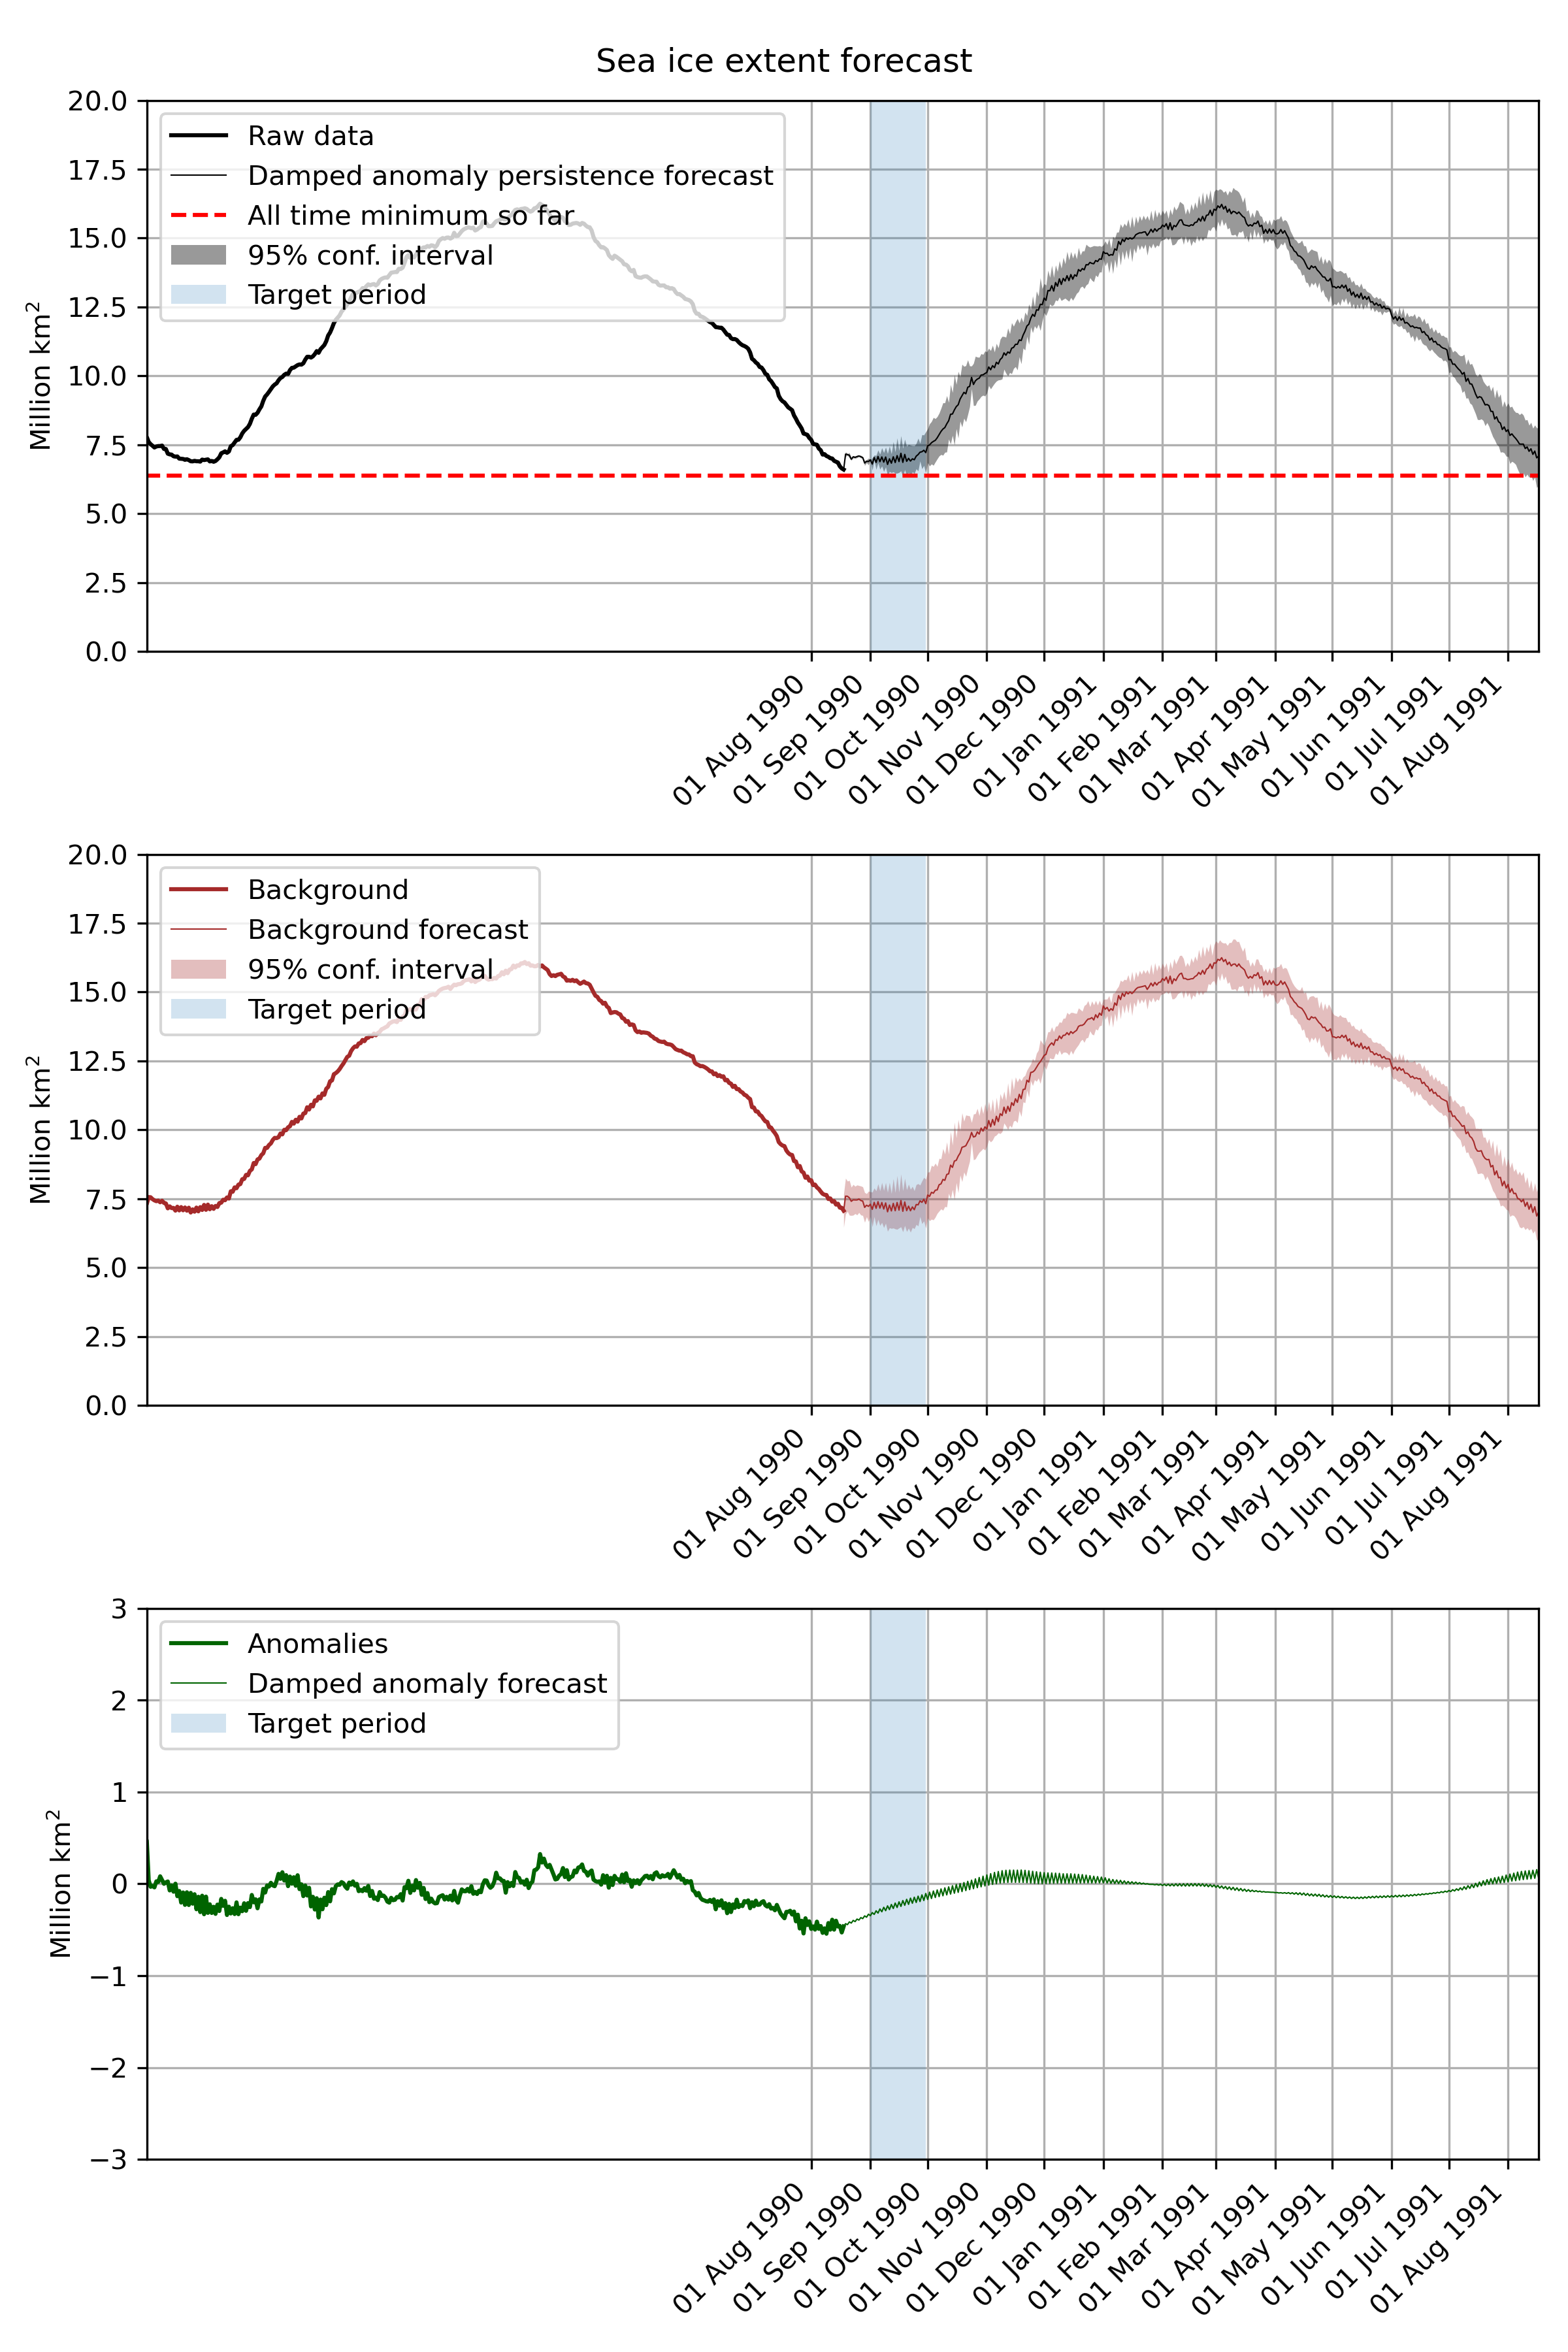 Sea ice extent forecast
20.0
17.5
15.0
12.5
10.0
7.5
5.0
2.5
0.0
Million km²
Raw data
Damped anomaly persistence forecast
All time minimum so far
95% conf. interval
Target period
01 Aug 1990
01 Sep 1990
01 Oct 1990
01 Nov 1990
01 Dec 1990
01 Jan 1991
01 Feb 1991
01 Mar 1991
01 Apr 1991
01 May 1991
01 Jun 1991
01 Jul 1991
01 Aug 1991
20.0
17.5
15.0
12.5
10.0
7.5
5.0
2.5
0.0
Million km²
Background
Background forecast
95% conf. interval
Target period
01 Aug 1990
01 Sep 1990
01 Oct 1990
01 Nov 1990
01 Dec 1990
01 Jan 1991
01 Feb 1991
01 Mar 1991
01 Apr 1991
01 May 1991
01 Jun 1991
01 Jul 1991
01 Aug 1991
3
2
1
0
−1
−2
−3
Million km²
Anomalies
Damped anomaly forecast
Target period
01 Aug 1990
01 Sep 1990
01 Oct 1990
01 Nov 1990
01 Dec 1990
01 Jan 1991
01 Feb 1991
01 Mar 1991
01 Apr 1991
01 May 1991
01 Jun 1991
01 Jul 1991
01 Aug 1991